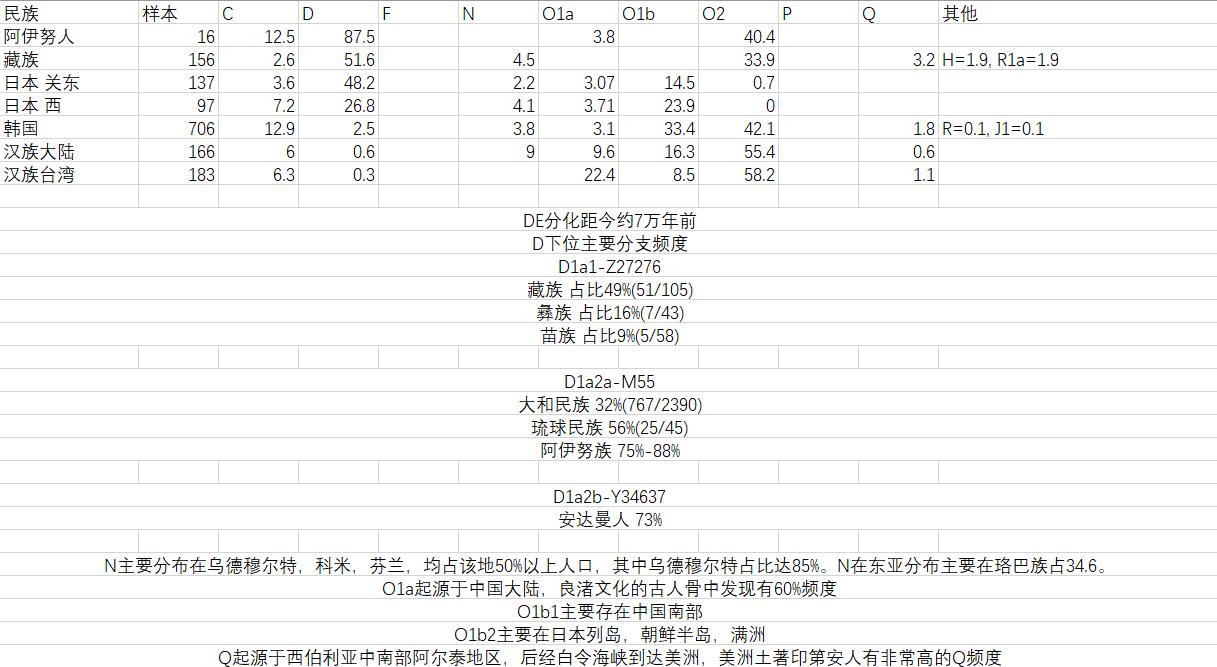 民族 样本 C D F N O1a O1b O2 P Q 其他
阿伊努人 16 12.5 87.5 3.8 40.4
藏族 156 2.6 51.6 4.5 33.9 3.2 H=1.9, R1a=1.9
日本 关东 137 3.6 48.2 2.2 3.07 14.5 0.7
日本 西 97 7.2 26.8 4.1 3.71 23.9 0
韩国 706 12.9 2.5 3.8 3.1 33.4 42.1 1.8 R=0.1, J1=0.1
汉族大陆 166 6 0.6 9 9.6 16.3 55.4 0.6
汉族台湾 183 6.3 0.3 22.4 8.5 58.2 1.1
DE分化距今约7万年前
D下位主要分支频度
D1a1-Z27276
藏族 占比49%(51/105)
彝族 占比16%(7/43)
苗族 占比9%(5/58)
D1a2a-M55
大和民族 32%(767/2390)
琉球民族 56%(25/45)
阿伊努族 75%-88%
D1a2b-Y34637
安达曼人 73%
N主要分布在乌德穆尔特，科米，芬兰，均占该地50%以上人口，其中乌德穆尔特占比达85%。N在东亚分布主要在珞巴族占34.6。
O1a起源于中国大陆，良渚文化的古人骨中发现有60%频度
O1b1主要存在中国南部
O1b2主要在日本列岛，朝鲜半岛，满洲
Q起源于西伯利亚中南部阿尔泰地区，后经白令海峡到达美洲，美洲土著印第安人有非常高的Q频度